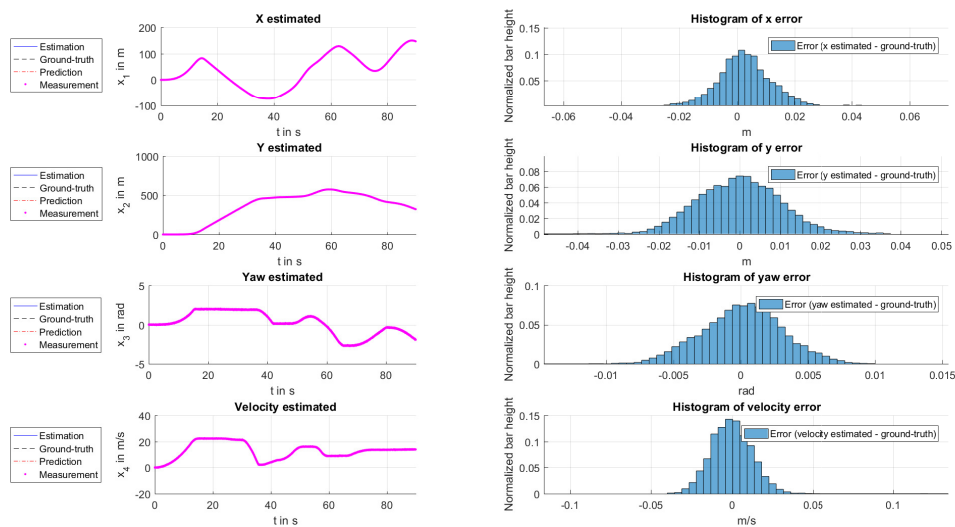 X estimated
Estimation
Ground-truth
Prediction
Measurement
x1 in m
200
100
0
-100
0 20 40 60 80
t in s
Histogram of x error
Normalized bar height
0.15
0.1
0.05
Error (x estimated - ground-truth)
-0.06 -0.04 -0.02 0 0.02 0.04 0.06
m
Y estimated
Estimation
Ground-truth
Prediction
Measurement
x2 in m
1000
500
0
0 20 40 60 80
t in s
Histogram of y error
Normalized bar height
0.08
0.06
0.04
0.02
0
Error (y estimated - ground-truth)
-0.04 -0.03 -0.02 -0.01 0 0.01 0.02 0.03 0.04 0.05
m
Yaw estimated
Estimation
Ground-truth
Prediction
Measurement
x3 in rad
5
0
-5
0 20 40 60 80
t in s
Histogram of yaw error
Normalized bar height
0.1
0.05
0
Error (yaw estimated - ground-truth)
-0.01 -0.005 0 0.005 0.01 0.015
rad
Velocity estimated
Estimation
Ground-truth
Prediction
Measurement
x4 in m/s
40
20
0
-20
0 20 40 60 80
t in s
Histogram of velocity error
Normalized bar height
0.15
0.1
0.05
0
Error (velocity estimated - ground-truth)
-0.1 -0.05 0 0.05 0.1
m/s